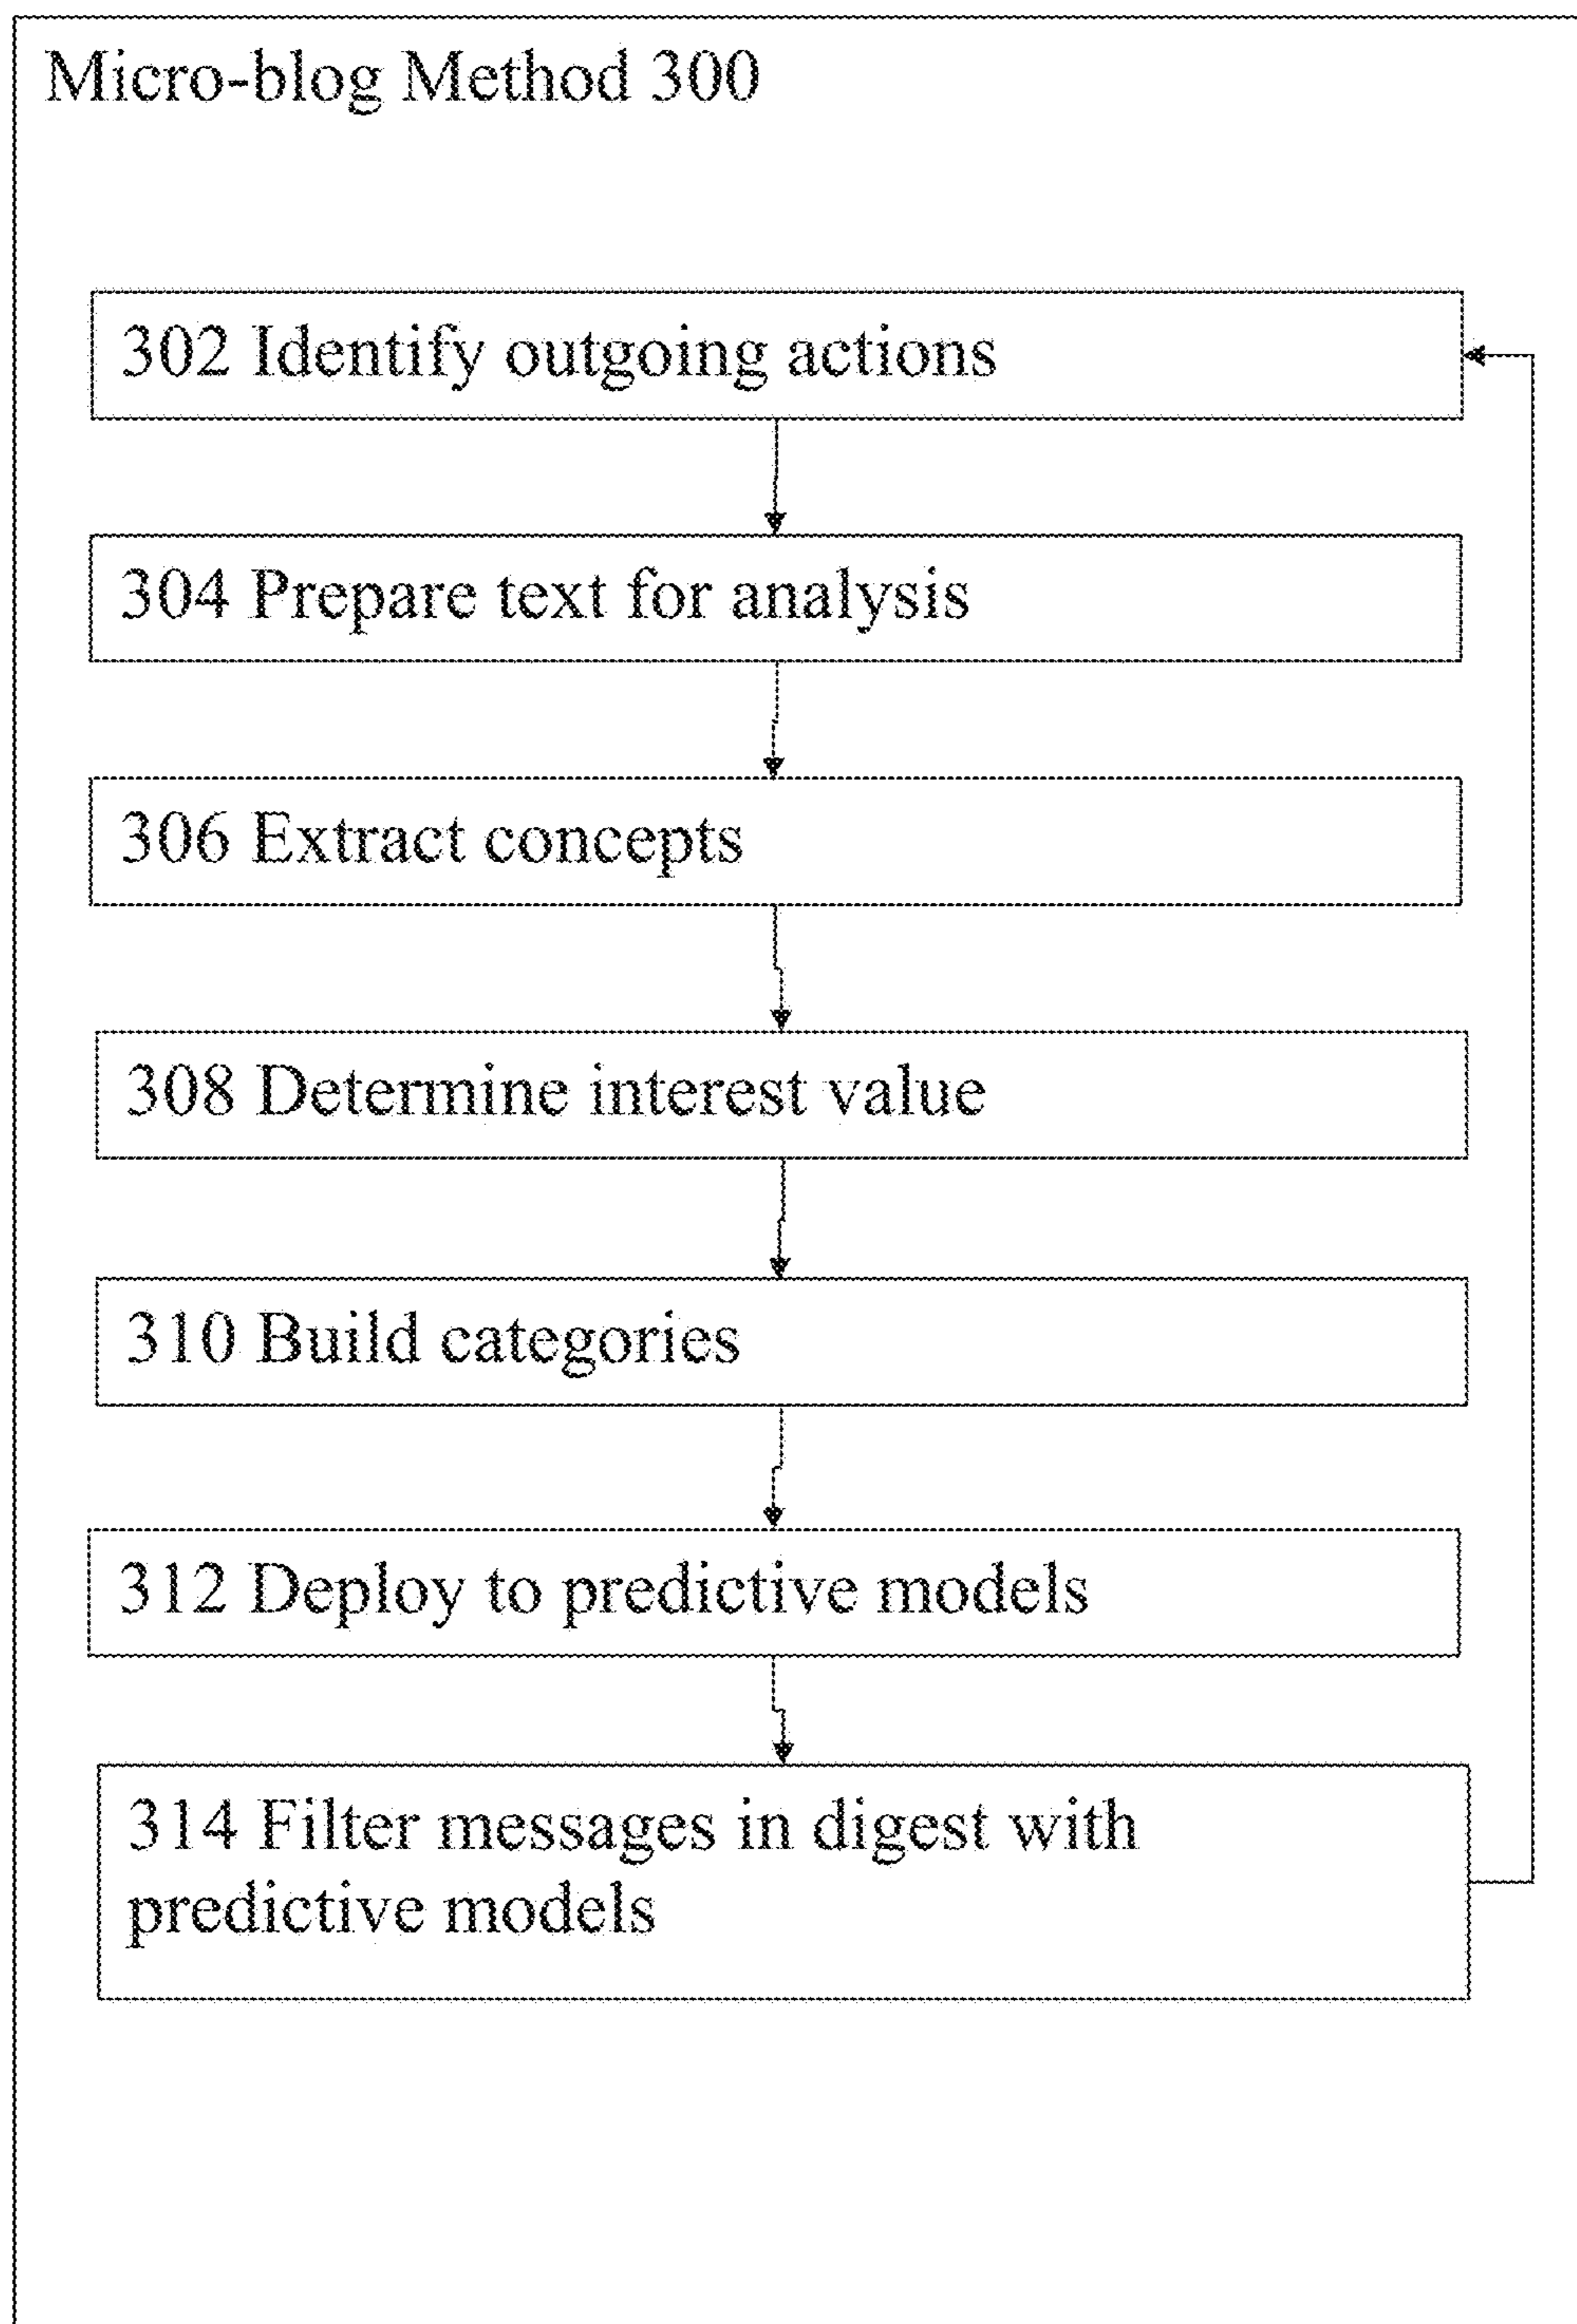 Micro-blog Method 300
302 Identify outgoing actions
304 Prepare text for analysis
306 Extract concepts
308 Determine interest value
310 Build categories
312 Deploy to predictive models
314 Filter messages in digest with
predictive models